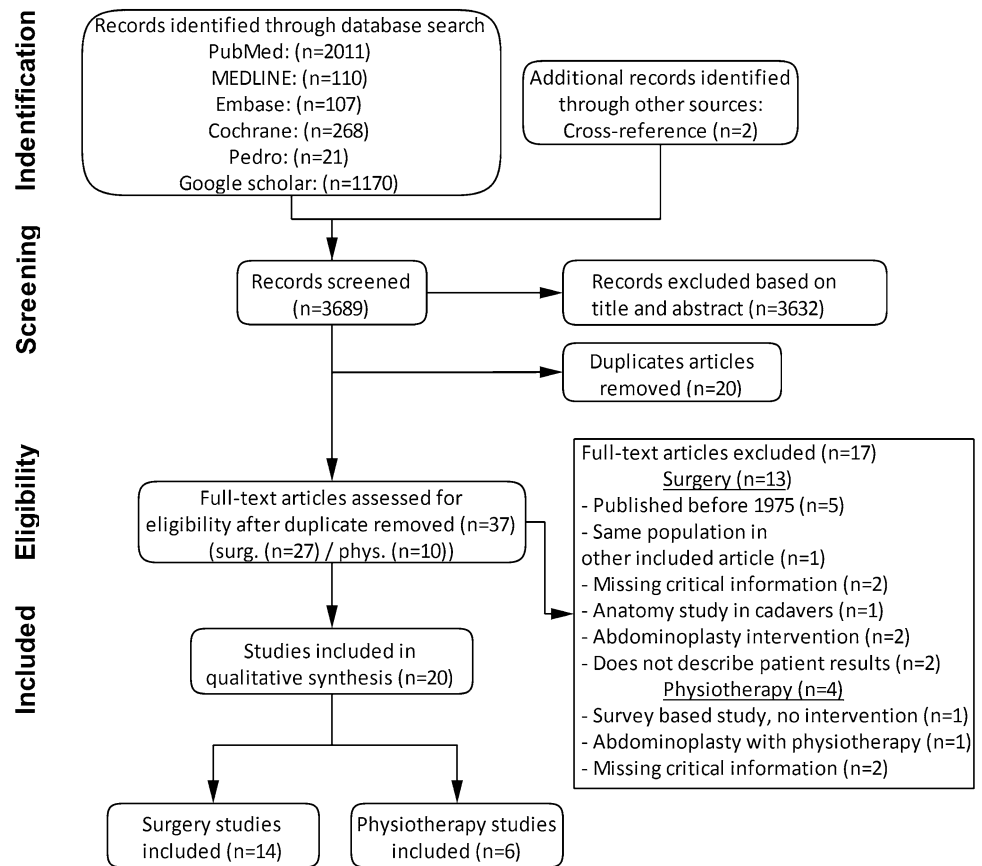 Indentification
Records identified through database search
PubMed: (n=2011)
MEDLINE: (n=110)
Embase: (n=107)
Cochrane: (n=268)
Pedro: (n=21)
Google scholar: (n=1170)
Additional records identified
through other sources:
Cross-reference (n=2)
Screening
Records screened
(n=3689)
Records excluded based on
title and abstract (n=3632)
Duplicates articles
removed (n=20)
Eligibility
Full-text articles assessed for
eligibility after duplicate removed (n=37)
(surg. (n=27) / phys. (n=10))
Full-text articles excluded (n=17)
Surgery (n=13)
- Published before 1975 (n=5)
- Same population in
other included article (n=1)
- Missing critical information (n=2)
- Anatomy study in cadavers (n=1)
- Abdominoplasty intervention (n=2)
- Does not describe patient results (n=2)
Physiotherapy (n=4)
- Survey based study, no intervention (n=1)
- Abdominoplasty with physiotherapy (n=1)
- Missing critical information (n=2)
Included
Studies included in
qualitative synthesis (n=20)
Surgery studies
included (n=14)
Physiotherapy studies
included (n=6)